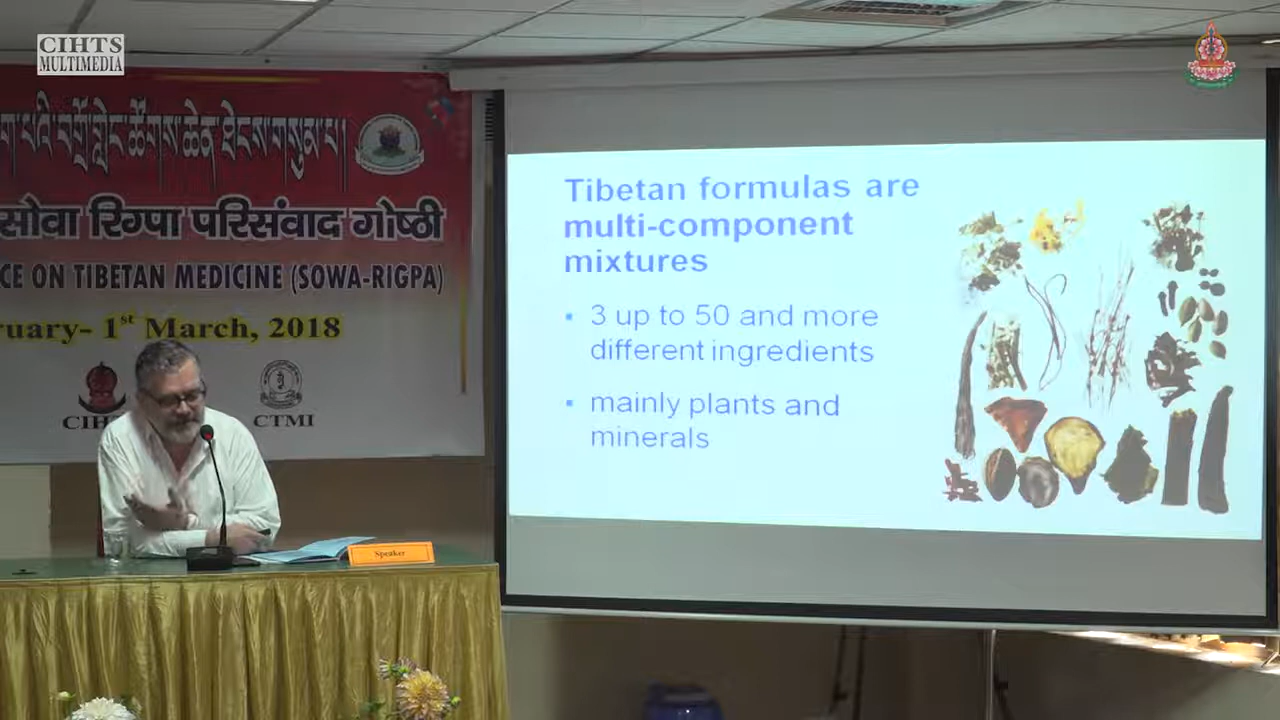 CIHTS
MULTIMEDIA
སོवा रिग्पा परिसंवाद गोष्ठी
CE ON TIBETAN MEDICINE (SOWA-RIGPA)
ruary- 1st March, 2018
CIH
CTMI
Speaker
Tibetan formulas are
multi-component
mixtures
▪ 3 up to 50 and more
different ingredients
▪ mainly plants and
minerals